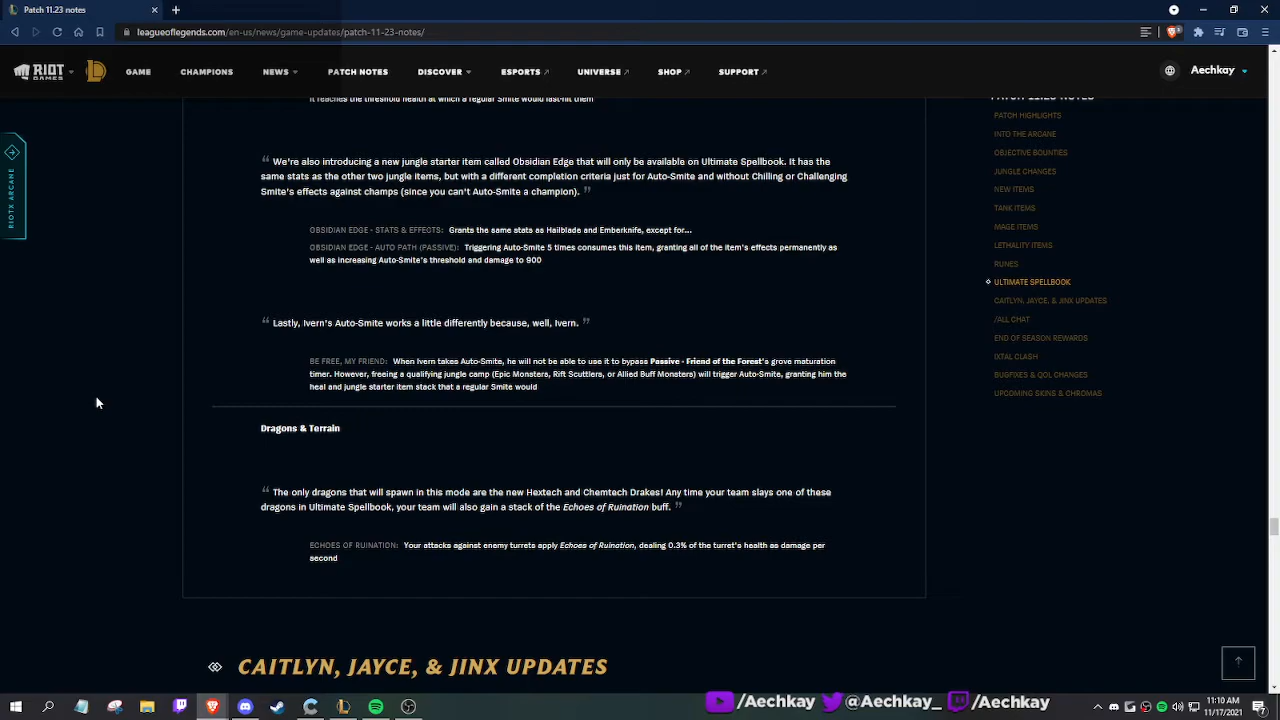 Patch 11.23 notes
leagueoflegends.com/en-us/news/game-updates/patch-11-23-notes/
RIOT GAMES
GAME
CHAMPIONS
NEWS
PATCH NOTES
DISCOVER
ESPORTS
UNIVERSE
SHOP
SUPPORT
Aechkay
RIOTX ARCANE
it reaches the threshold health at which a regular Smite would last-hit them
"We're also introducing a new jungle starter item called Obsidian Edge that will only be available on Ultimate Spellbook. It has the
same stats as the other two jungle items, but with a different completion criteria just for Auto-Smite and without Chilling or Challenging
Smite's effects against champs (since you can't Auto-Smite a champion)."
OBSIDIAN EDGE - STATS & EFFECTS: Grants the same stats as Hailblade and Emberknife, except for...
OBSIDIAN EDGE - AUTO PATH (PASSIVE): Triggering Auto-Smite 5 times consumes this item, granting all of the item's effects permanently as
well as increasing Auto-Smite's threshold and damage to 900
"Lastly, Ivern's Auto-Smite works a little differently because, well, Ivern."
BE FREE, MY FRIEND: When Ivern takes Auto-Smite, he will not be able to use it to bypass Passive - Friend of the Forest's grove maturation
timer. However, freeing a qualifying jungle camp (Epic Monsters, Rift Scuttlers, or Allied Buff Monsters) will trigger Auto-Smite, granting him the
heal and jungle starter item stack that a regular Smite would
Dragons & Terrain
"The only dragons that will spawn in this mode are the new Hextech and Chemtech Drakes! Any time your team slays one of these
dragons in Ultimate Spellbook, your team will also gain a stack of the Echoes of Ruination buff."
ECHOES OF RUINATION: Your attacks against enemy turrets apply Echoes of Ruination, dealing 0.3% of the turret's health as damage per
second
CAITLYN, JAYCE, & JINX UPDATES
PATCH 11.23 NOTES
PATCH HIGHLIGHTS
INTO THE ARCANE
OBJECTIVE BOUNTIES
JUNGLE CHANGES
NEW ITEMS
TANK ITEMS
MAGE ITEMS
LETHALITY ITEMS
RUNES
ULTIMATE SPELLBOOK
CAITLYN, JAYCE, & JINX UPDATES
/ALL CHAT
END OF SEASON REWARDS
IXTAL CLASH
BUGFIXES & QOL CHANGES
UPCOMING SKINS & CHROMAS
/Aechkay
@Aechkay_
/Aechkay
11:10 AM
11/17/2021